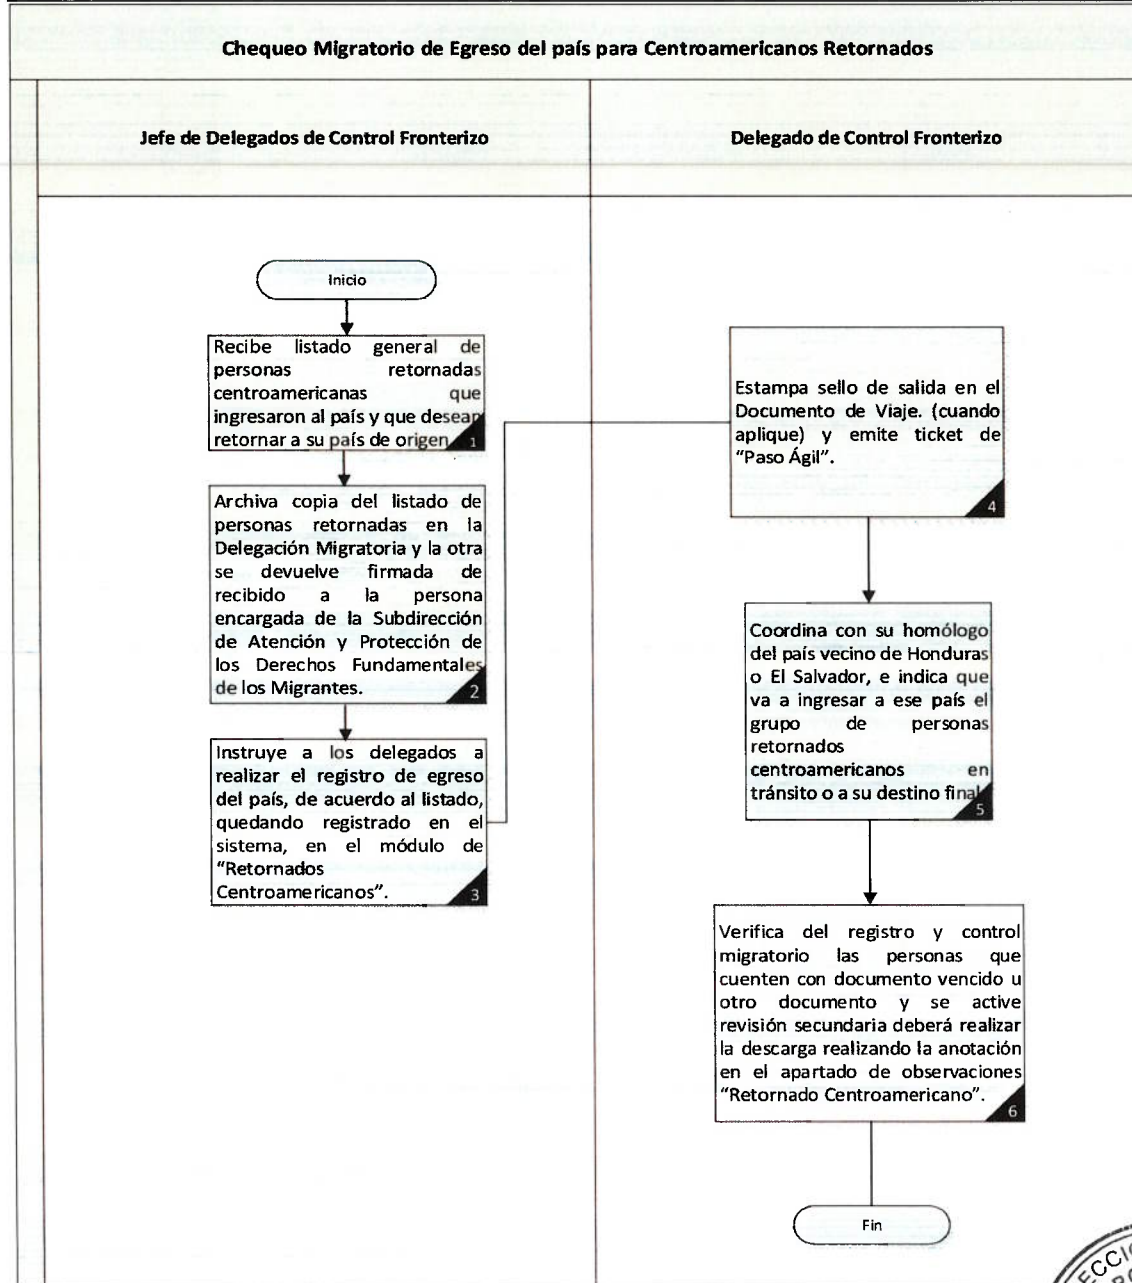 Chequeo Migratorio de Egreso del país para Centroamericanos Retornados
Jefe de Delegados de Control Fronterizo
Delegado de Control Fronterizo
Inicio
Recibe listado general de
personas retornadas
centroamericanas que
ingresaron al país y que desean
retornar a su país de origen
1
Archiva copia del listado de
personas retornadas en la
Delegación Migratoria y la otra
se devuelve firmada de
recibido a la persona
encargada de la Subdirección
de Atención y Protección de
los Derechos Fundamentales
de los Migrantes.
2
Instruye a los delegados a
realizar el registro de egreso
del país, de acuerdo al listado,
quedando registrado en el
sistema, en el módulo de
“Retornados
Centroamericanos”.
3
Estampa sello de salida en el
Documento de Viaje. (cuando
aplique) y emite ticket de
“Paso Ágil”.
4
Coordina con su homólogo
del país vecino de Honduras
o El Salvador, e indica que
va a ingresar a ese país el
grupo de personas
retornados
centroamericanos en
tránsito o a su destino final
5
Verifica del registro y control
migratorio las personas que
cuenten con documento vencido u
otro documento y se active
revisión secundaria deberá realizar
la descarga realizando la anotación
en el apartado de observaciones
“Retornado Centroamericano”.
6
Fin